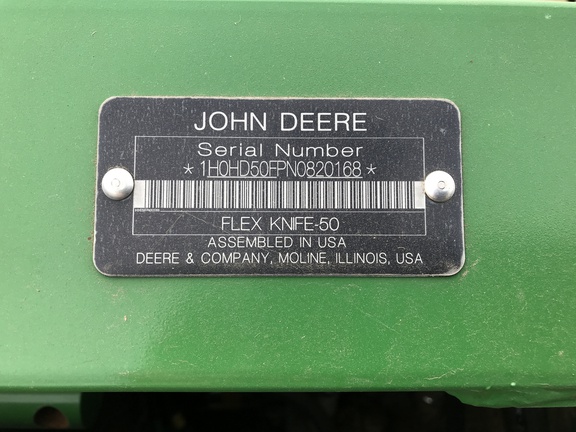 JOHN DEERE
Serial Number
*1H0HD50FPN0820168*
FLEX KNIFE-50
ASSEMBLED IN USA
DEERE & COMPANY, MOLINE, ILLINOIS, USA